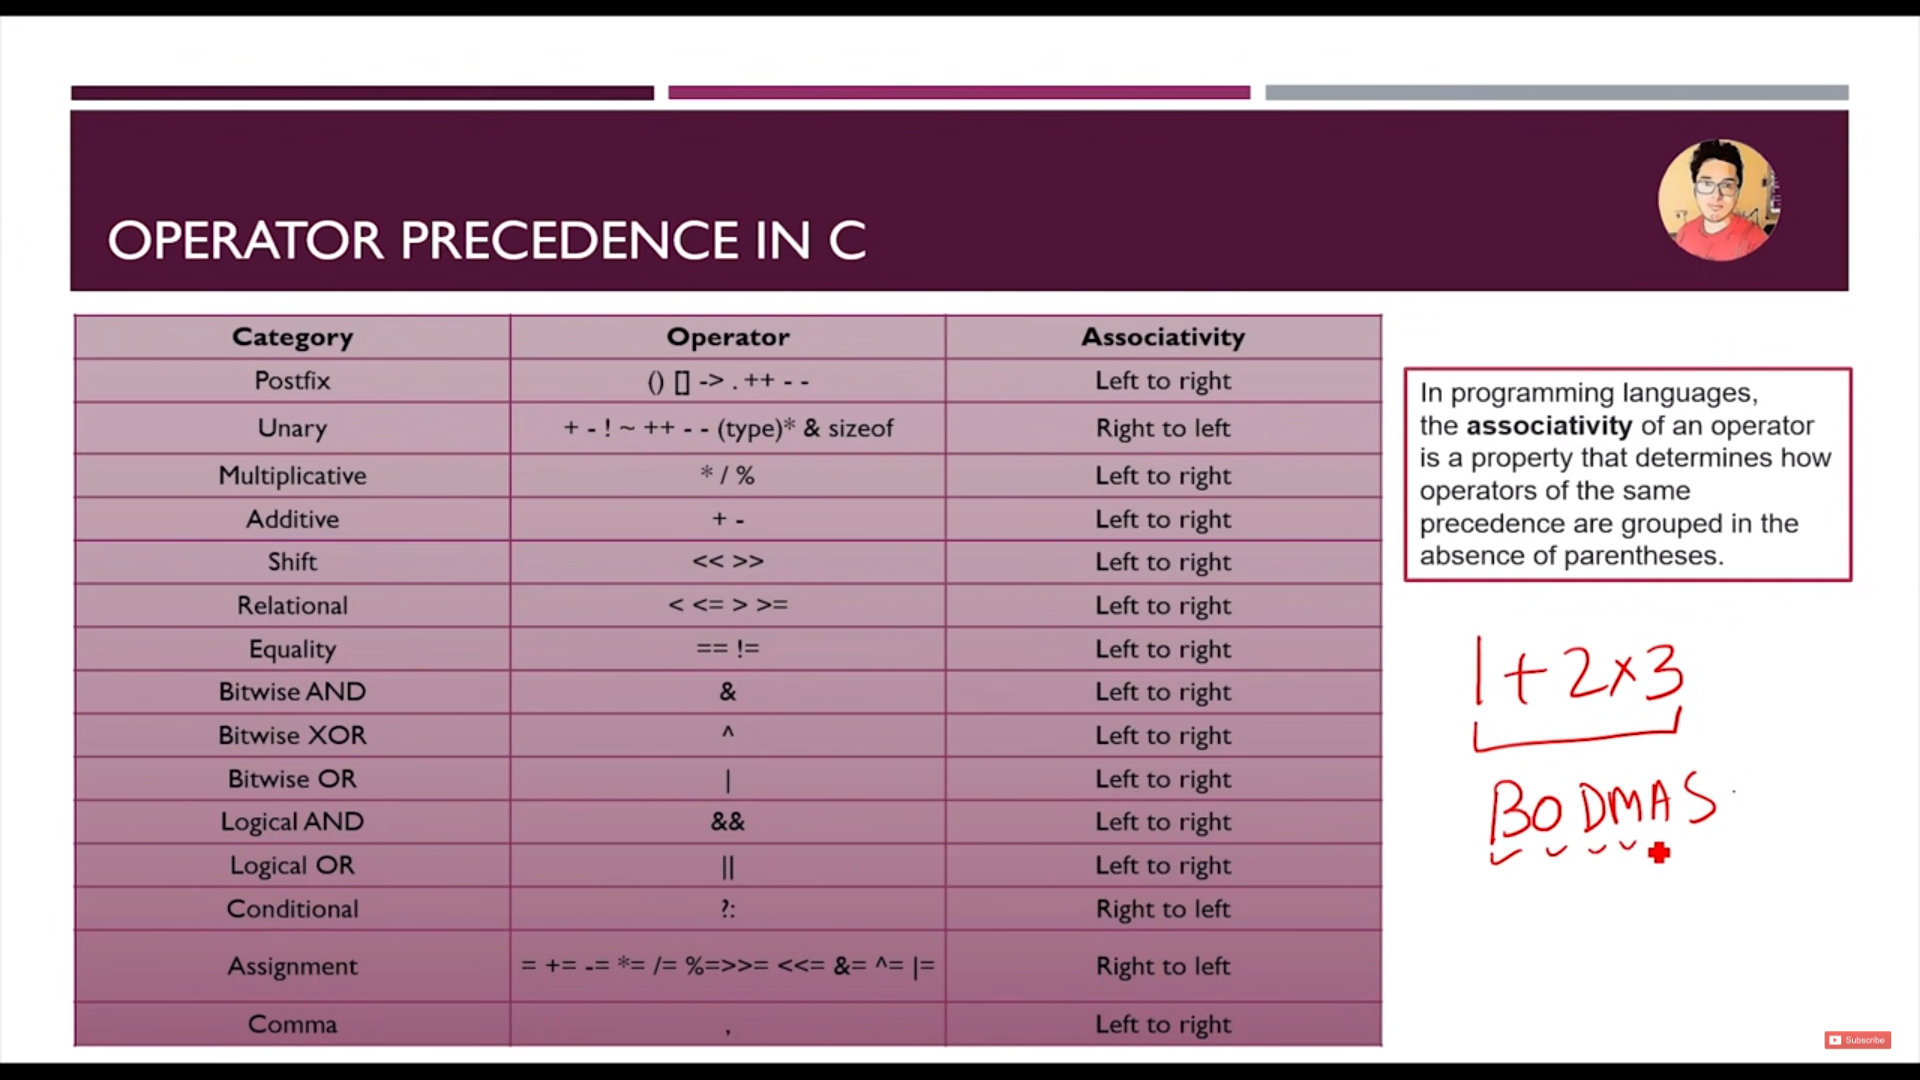 OPERATOR PRECEDENCE IN C
Category Operator Associativity
Postfix () [] -> . ++ - - Left to right
Unary + - ! ~ ++ - - (type)* & sizeof Right to left
Multiplicative * / % Left to right
Additive + - Left to right
Shift << >> Left to right
Relational < <= > >= Left to right
Equality == != Left to right
Bitwise AND & Left to right
Bitwise XOR ^ Left to right
Bitwise OR | Left to right
Logical AND && Left to right
Logical OR || Left to right
Conditional ?: Right to left
Assignment = += -= *= /= %=>>= <<= &= ^= |= Right to left
Comma , Left to right
In programming languages,
the associativity of an operator
is a property that determines how
operators of the same
precedence are grouped in the
absence of parentheses.
1+2×3
BODMAS
Subscribe